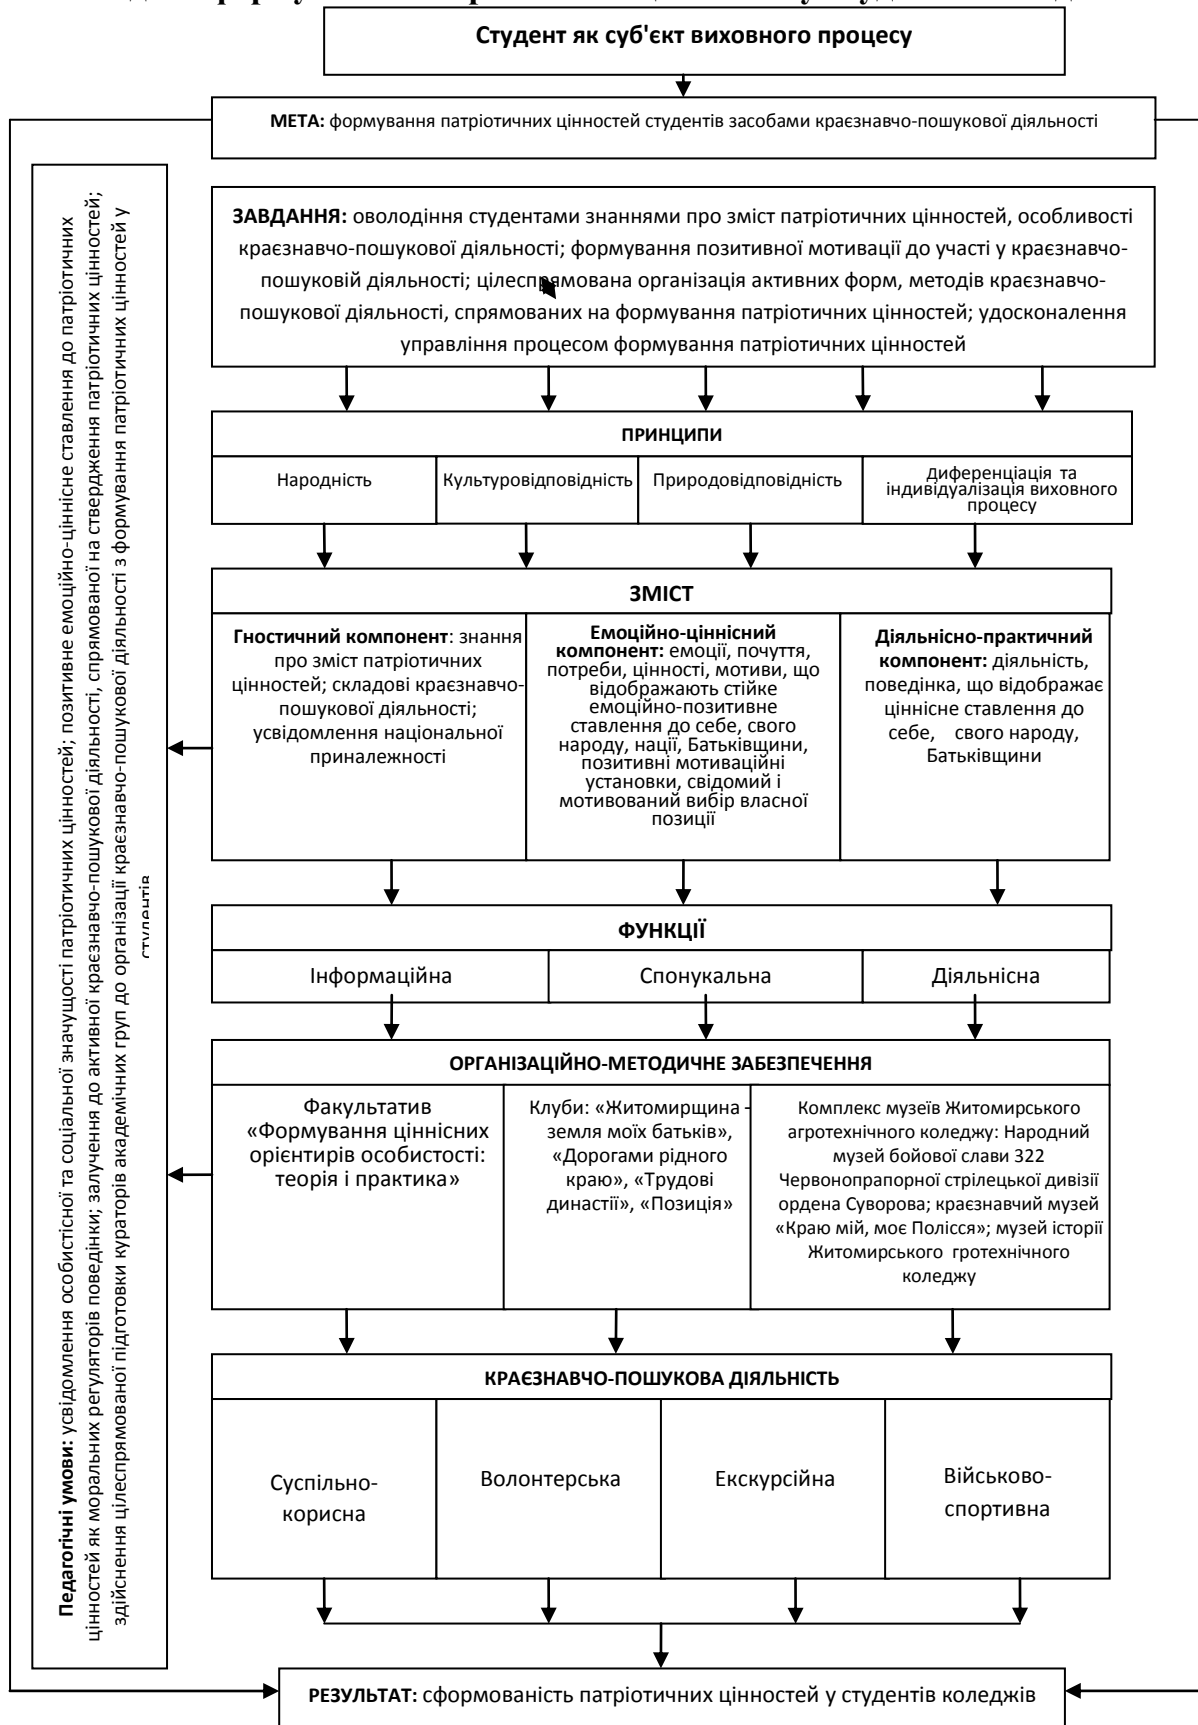 Студент як суб'єкт виховного процесу
МЕТА: формування патріотичних цінностей студентів засобами краєзнавчо-пошукової діяльності
ЗАВДАННЯ: оволодіння студентами знаннями про зміст патріотичних цінностей, особливості
краєзнавчо-пошукової діяльності; формування позитивної мотивації до участі у краєзнавчо-
пошуковій діяльності; цілеспрямована організація активних форм, методів краєзнавчо-
пошукової діяльності, спрямованих на формування патріотичних цінностей; удосконалення
управління процесом формування патріотичних цінностей
ПРИНЦИПИ
Народність
Культуровідповідність
Природовідповідність
Диференціація та
індивідуалізація виховного
процесу
ЗМІСТ
Гностичний компонент: знання
про зміст патріотичних
цінностей; складові краєзнавчо-
пошукової діяльності;
усвідомлення національної
приналежності
Емоційно-ціннісний
компонент: емоції, почуття,
потреби, цінності, мотиви, що
відображають стійке
емоційно-позитивне
ставлення до себе, свого
народу, нації, Батьківщини,
позитивні мотиваційні
установки, свідомий і
мотивований вибір власної
позиції
Діяльнісно-практичний
компонент: діяльність,
поведінка, що відображає
ціннісне ставлення до
себе, свого народу,
Батьківщини
ФУНКЦІЇ
Інформаційна
Спонукальна
Діяльнісна
ОРГАНІЗАЦІЙНО-МЕТОДИЧНЕ ЗАБЕЗПЕЧЕННЯ
Факультатив
«Формування ціннісних
орієнтирів особистості:
теорія і практика»
Клуби: «Житомирщина -
земля моїх батьків»,
«Дорогами рідного
краю», «Трудові
династії», «Позиція»
Комплекс музеїв Житомирського
агротехнічного коледжу: Народний
музей бойової слави 322
Червонопрапорної стрілецької дивізії
ордена Суворова; краєзнавчий музей
«Краю мій, моє Полісся»; музей історії
Житомирського гротехнічного
коледжу
КРАЄЗНАВЧО-ПОШУКОВА ДІЯЛЬНІСТЬ
Суспільно-
корисна
Волонтерська
Екскурсійна
Військово-
спортивна
РЕЗУЛЬТАТ: сформованість патріотичних цінностей у студентів коледжів
Педагогічні умови: усвідомлення особистісної та соціальної значущості патріотичних цінностей; позитивне емоційно-ціннісне ставлення до патріотичних
цінностей як моральних регуляторів поведінки; залучення до активної краєзнавчо-пошукової діяльності, спрямованої на ствердження патріотичних цінностей;
здійснення цілеспрямованої підготовки кураторів академічних груп до організації краєзнавчо-пошукової діяльності з формування патріотичних цінностей у
студентів